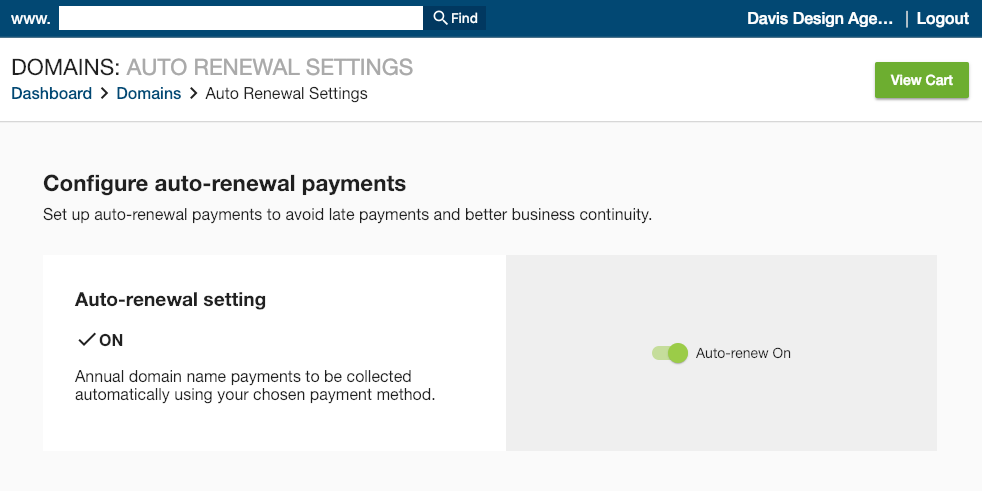 www. Find Davis Design Age... | Logout
DOMAINS: AUTO RENEWAL SETTINGS
Dashboard > Domains > Auto Renewal Settings
View Cart
Configure auto-renewal payments
Set up auto-renewal payments to avoid late payments and better business continuity.
Auto-renewal setting
ON
Annual domain name payments to be collected
automatically using your chosen payment method.
Auto-renew On